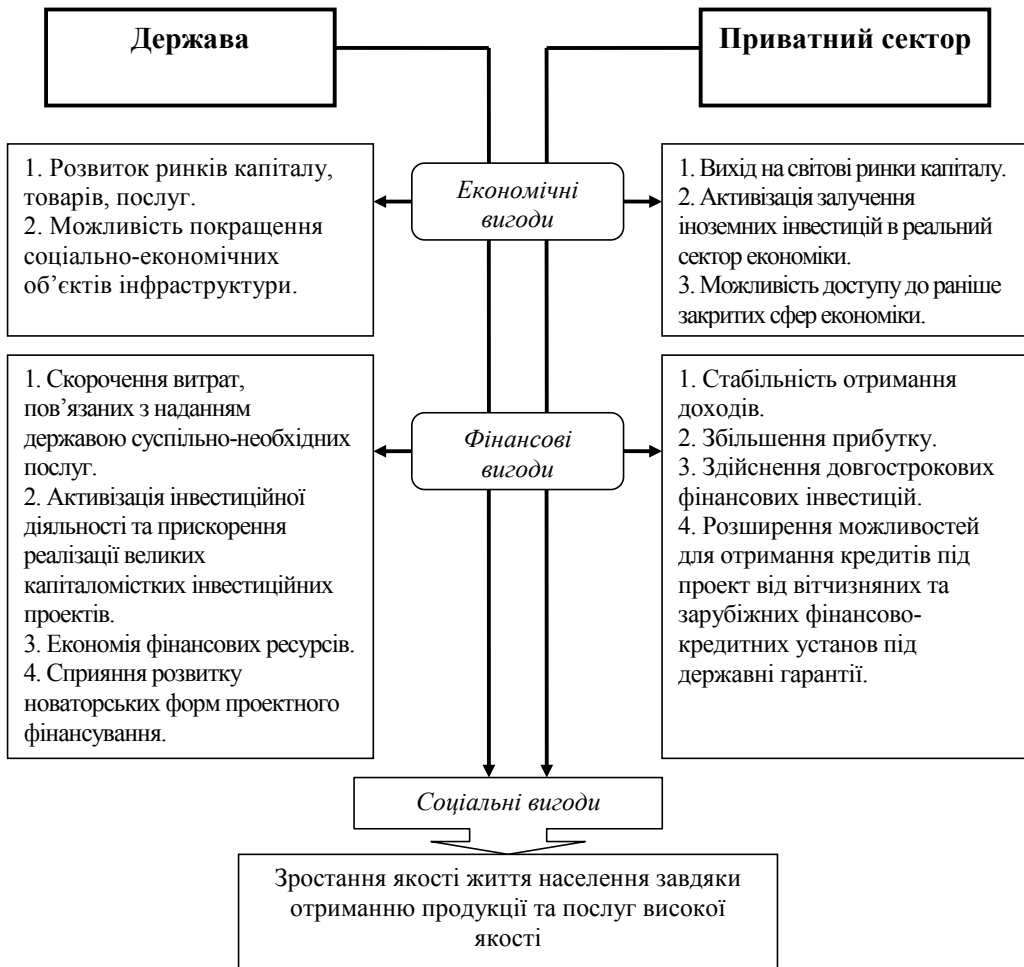 Держава
Приватний сектор
Економічні
вигоди
1. Розвиток ринків капіталу,
товарів, послуг.
2. Можливість покращення
соціально-економічних
об’єктів інфраструктури.
1. Вихід на світові ринки капіталу.
2. Активізація залучення
іноземних інвестицій в реальний
сектор економіки.
3. Можливість доступу до раніше
закритих сфер економіки.
Фінансові
вигоди
1. Скорочення витрат,
пов’язаних з наданням
державою суспільно-необхідних
послуг.
2. Активізація інвестиційної
діяльності та прискорення
реалізації великих
капіталомістких інвестиційних
проектів.
3. Економія фінансових ресурсів.
4. Сприяння розвитку
новаторських форм проектного
фінансування.
1. Стабільність отримання
доходів.
2. Збільшення прибутку.
3. Здійснення довгострокових
фінансових інвестицій.
4. Розширення можливостей
для отримання кредитів під
проект від вітчизняних та
зарубіжних фінансово-
кредитних установ під
державні гарантії.
Соціальні вигоди
Зростання якості життя населення завдяки
отриманню продукції та послуг високої
якості